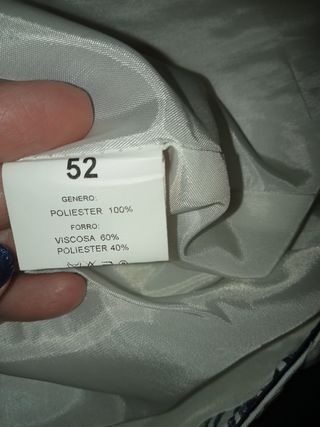 52
GENERO:
POLIESTER 100%
FORRO:
VISCOSA 60%
POLIESTER 40%